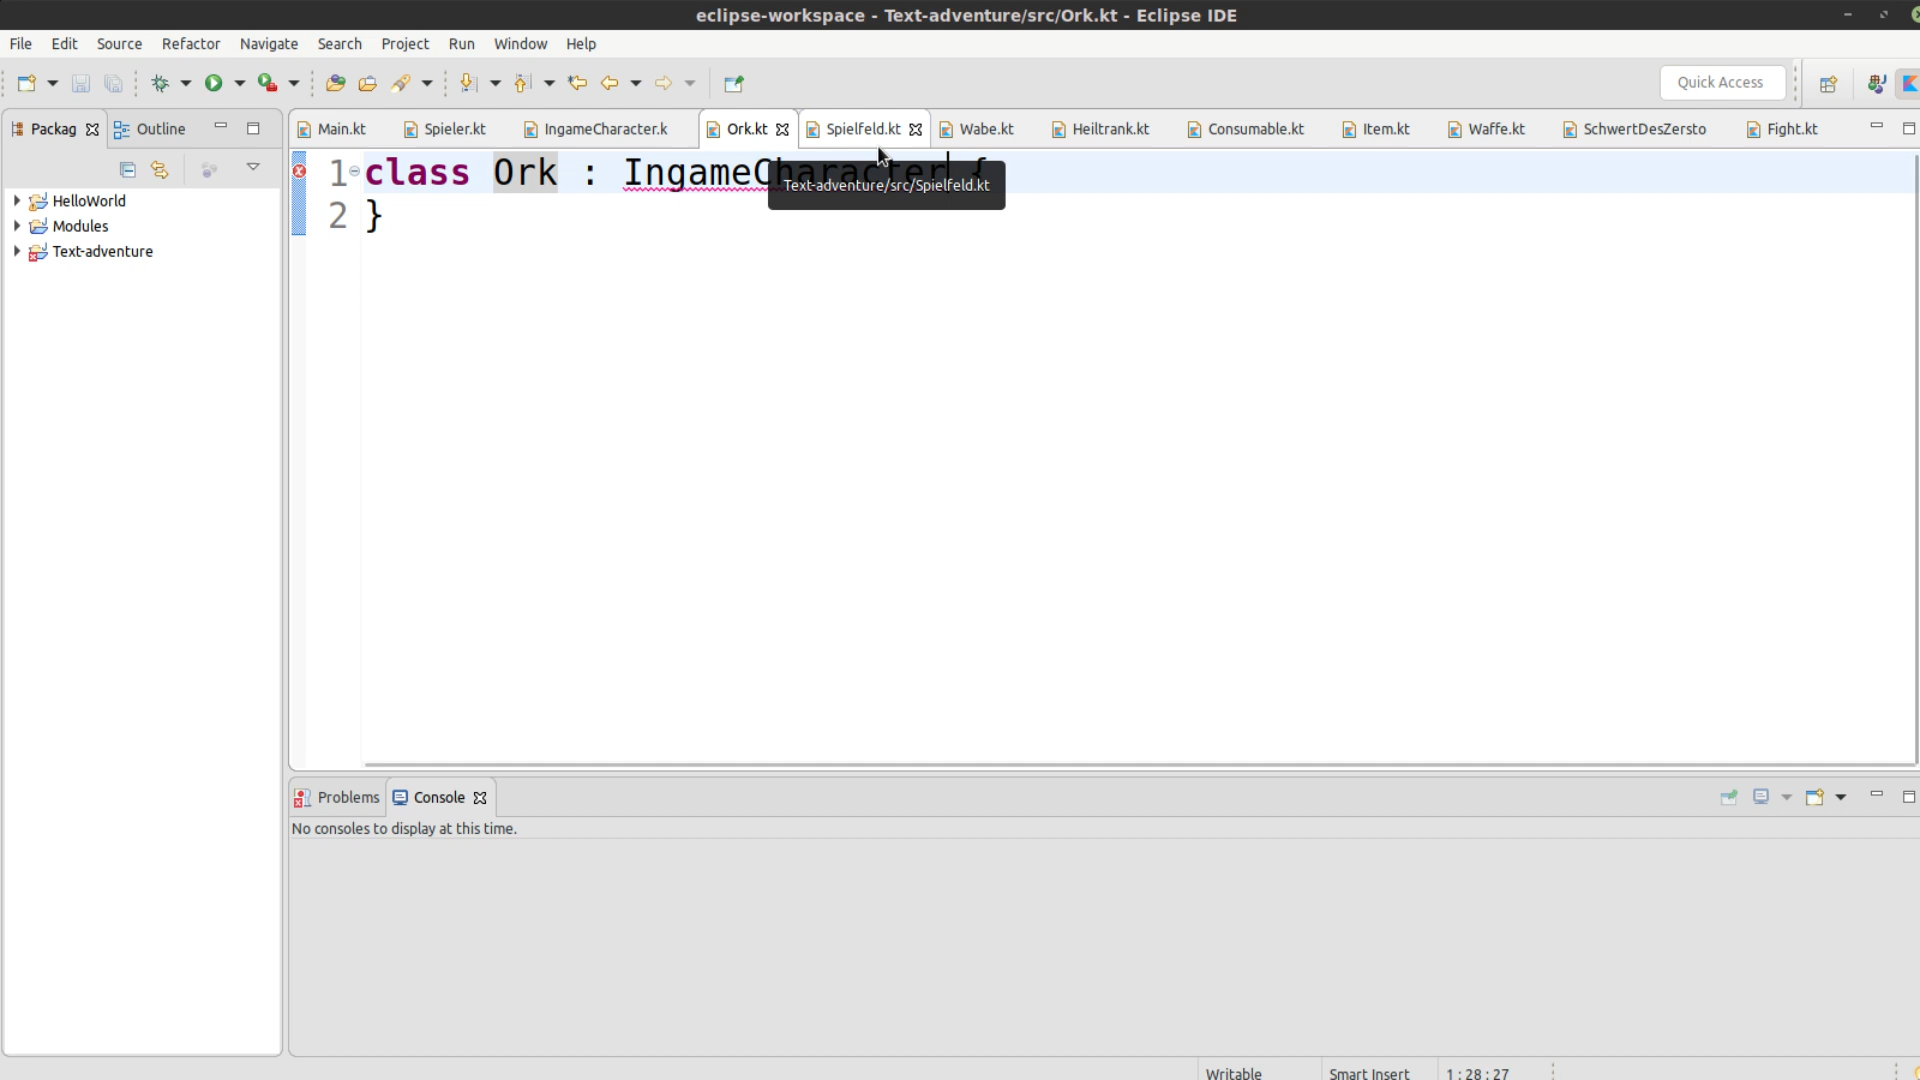 eclipse-workspace - Text-adventure/src/Ork.kt - Eclipse IDE
File Edit Source Refactor Navigate Search Project Run Window Help
Quick Access
Packag Outline
Main.kt Spieler.kt IngameCharacter.k Ork.kt Spielfeld.kt Wabe.kt Heiltrank.kt Consumable.kt Item.kt Waffe.kt SchwertDesZersto Fight.kt
1 class Ork : IngameCharacter {
Text-adventure/src/Spielfeld.kt
2 }
HelloWorld
Modules
Text-adventure
Problems Console
No consoles to display at this time.
Writable Smart Insert 1 : 28 : 27